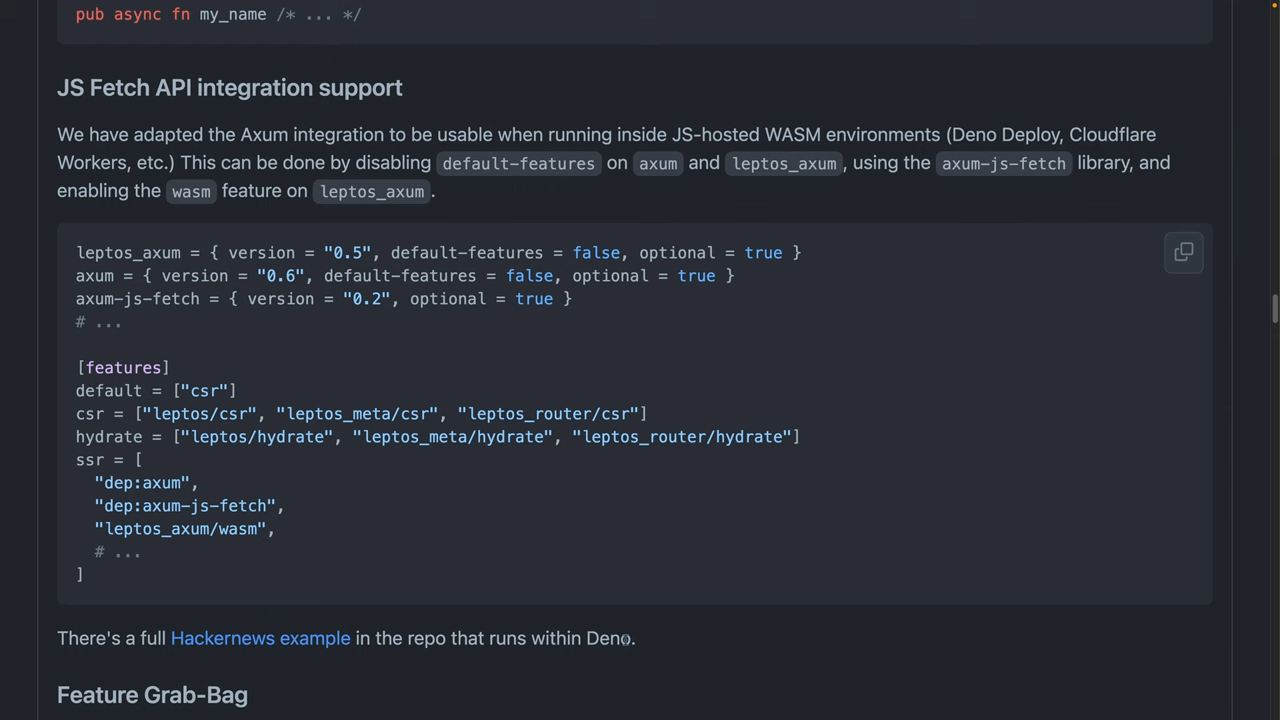 pub async fn my_name /* ... */
JS Fetch API integration support
We have adapted the Axum integration to be usable when running inside JS-hosted WASM environments (Deno Deploy, Cloudflare
Workers, etc.) This can be done by disabling default-features on axum and leptos_axum, using the axum-js-fetch library, and
enabling the wasm feature on leptos_axum.
leptos_axum = { version = "0.5", default-features = false, optional = true }
axum = { version = "0.6", default-features = false, optional = true }
axum-js-fetch = { version = "0.2", optional = true }
# ...
[features]
default = ["csr"]
csr = ["leptos/csr", "leptos_meta/csr", "leptos_router/csr"]
hydrate = ["leptos/hydrate", "leptos_meta/hydrate", "leptos_router/hydrate"]
ssr = [
  "dep:axum",
  "dep:axum-js-fetch",
  "leptos_axum/wasm",
  # ...
]
There's a full Hackernews example in the repo that runs within Deno.
Feature Grab-Bag